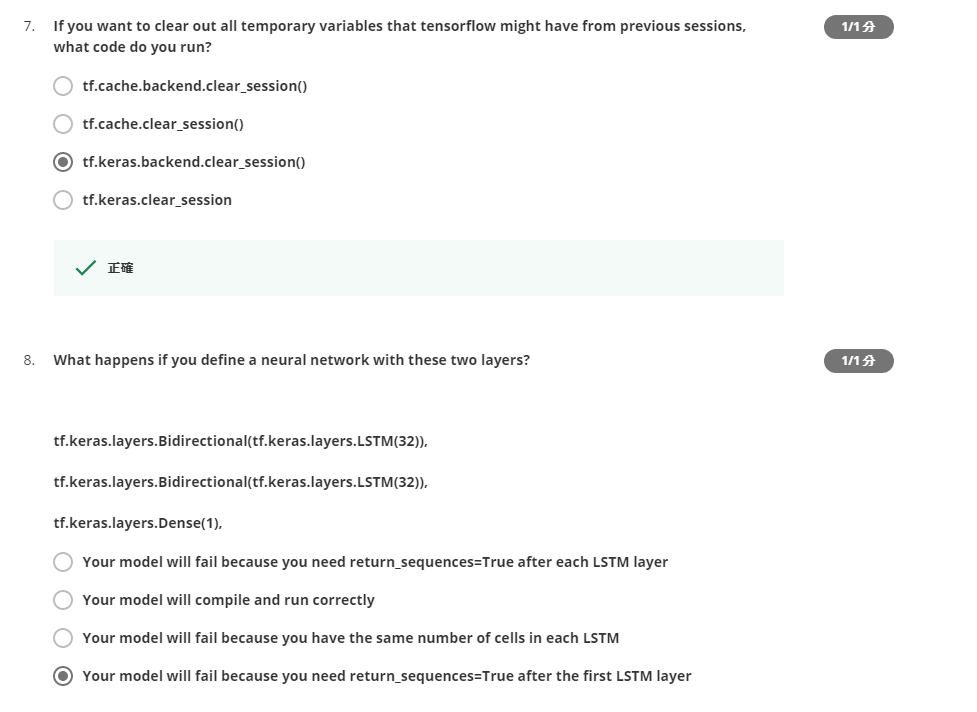 7. If you want to clear out all temporary variables that tensorflow might have from previous sessions,
what code do you run?
1/1 分
tf.cache.backend.clear_session()
tf.cache.clear_session()
tf.keras.backend.clear_session()
tf.keras.clear_session
正確
8. What happens if you define a neural network with these two layers?
1/1 分
tf.keras.layers.Bidirectional(tf.keras.layers.LSTM(32)),
tf.keras.layers.Bidirectional(tf.keras.layers.LSTM(32)),
tf.keras.layers.Dense(1),
Your model will fail because you need return_sequences=True after each LSTM layer
Your model will compile and run correctly
Your model will fail because you have the same number of cells in each LSTM
Your model will fail because you need return_sequences=True after the first LSTM layer